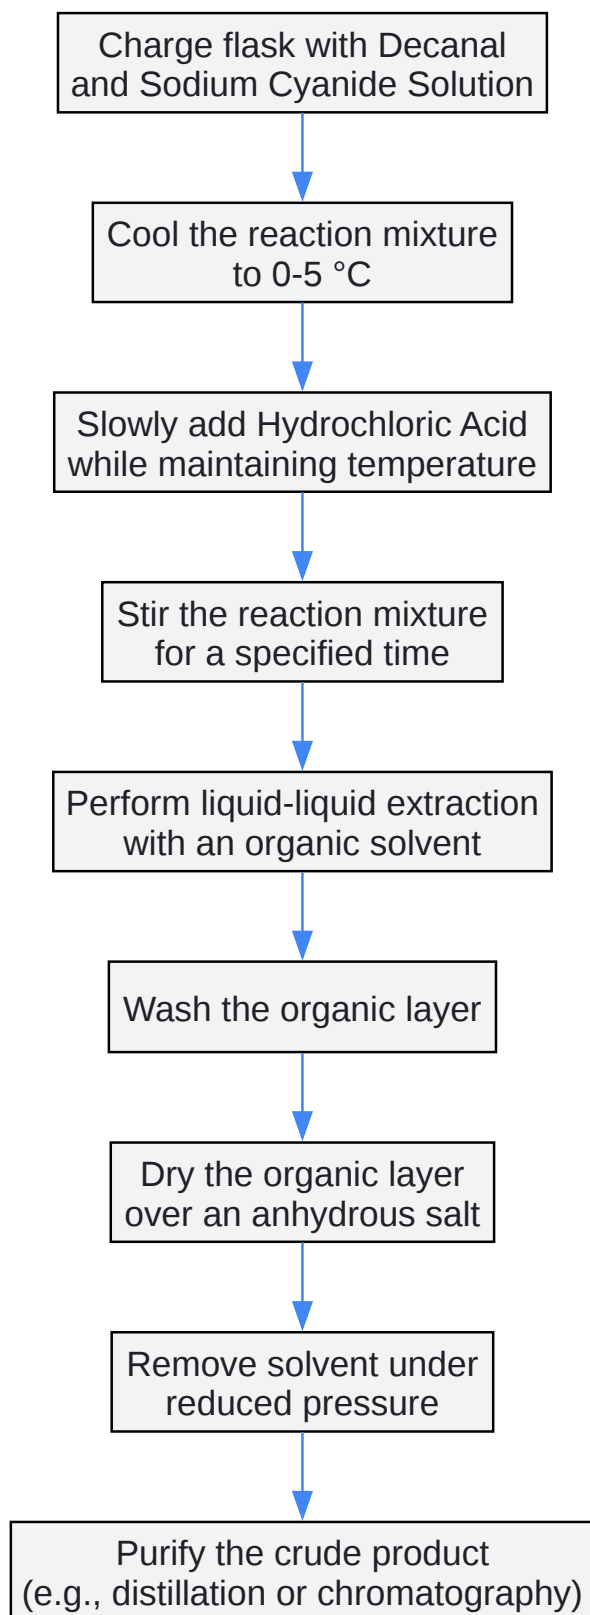 Charge flask with Decanal
and Sodium Cyanide Solution
Cool the reaction mixture
to 0-5 °C
Slowly add Hydrochloric Acid
while maintaining temperature
Stir the reaction mixture
for a specified time
Perform liquid-liquid extraction
with an organic solvent
Wash the organic layer
Dry the organic layer
over an anhydrous salt
Remove solvent under
reduced pressure
Purify the crude product
(e.g., distillation or chromatography)